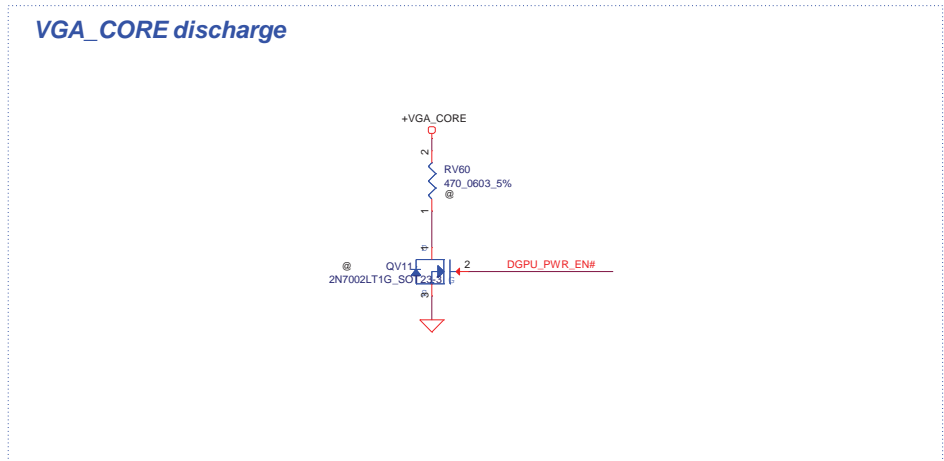 VGA_CORE discharge
+VGA_CORE
2
RV60
470_0603_5%
@
1
1
D
@
QV11
2
DGPU_PWR_EN#
2N7002LT1G_SOT23-3
G
3